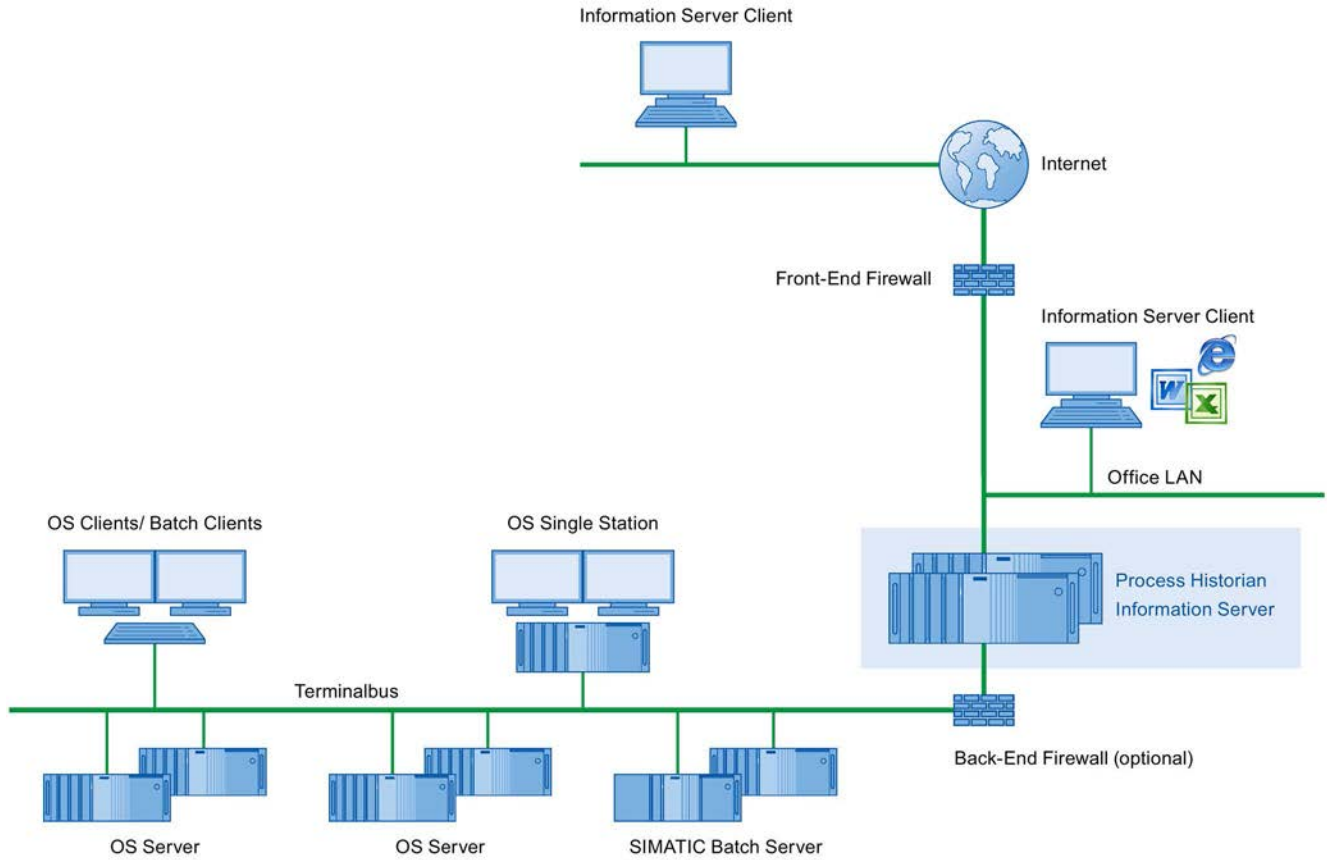 Information Server Client
Internet
Front-End Firewall
Information Server Client
W
X
Office LAN
OS Clients/ Batch Clients
OS Single Station
Process Historian
Information Server
Terminalbus
Back-End Firewall (optional)
OS Server
OS Server
SIMATIC Batch Server